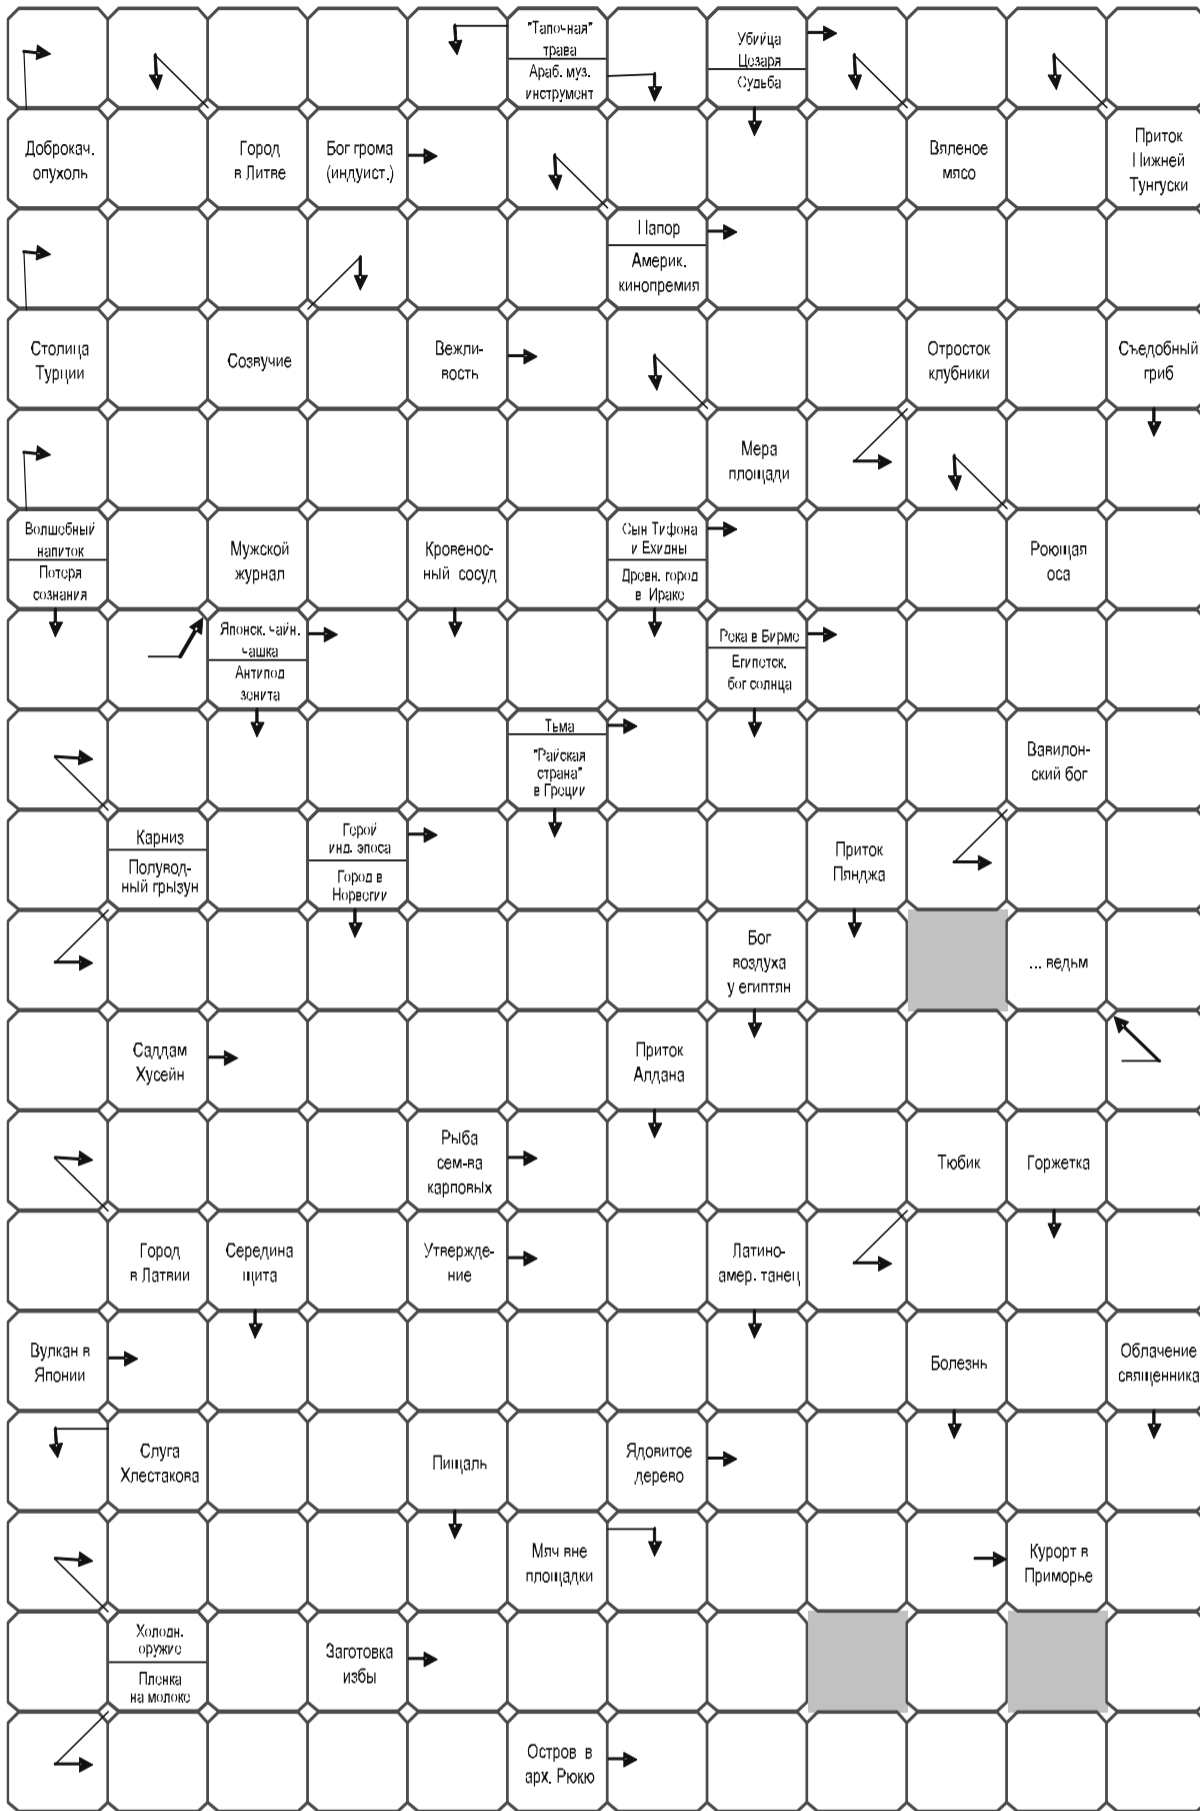 "Тапочная"
трава
Араб. муз.
инструмент
Убийца
Цезаря
Судьба
Доброкач.
опухоль
Город
в Литве
Бог грома
(индуист.)
Вяленое
мясо
Приток
Нижней
Тунгуски
Напор
Америк.
кинопремия
Столица
Турции
Созвучие
Вежли-
вость
Отросток
клубники
Съедобный
гриб
Мера
площади
Волшебный
напиток
Потеря
сознания
Мужской
журнал
Кровенос-
ный сосуд
Сын Тифона
и Ехидны
Древн. город
в Ираке
Роющая
оса
Японск. чайн.
чашка
Антипод
зенита
Река в Бирме
Египетск.
бог солнца
Тьма
"Райская
страна"
в Греции
Вавилон-
ский бог
Карниз
Полувод-
ный грызун
Герой
инд. эпоса
Город в
Норвегии
Приток
Пянджа
Бог
воздуха
у египтян
... ведьм
Саддам
Хусейн
Приток
Алдана
Рыба
сем-ва
карповых
Тюбик
Горжетка
Город
в Латвии
Середина
щита
Утвержде-
ние
Латино-
амер. танец
Вулкан в
Японии
Болезнь
Облачение
священника
Слуга
Хлестакова
Пищаль
Ядовитое
дерево
Мяч вне
площадки
Курорт в
Приморье
Холодн.
оружие
Пленка
на молоке
Заготовка
избы
Остров в
арх. Рюкю